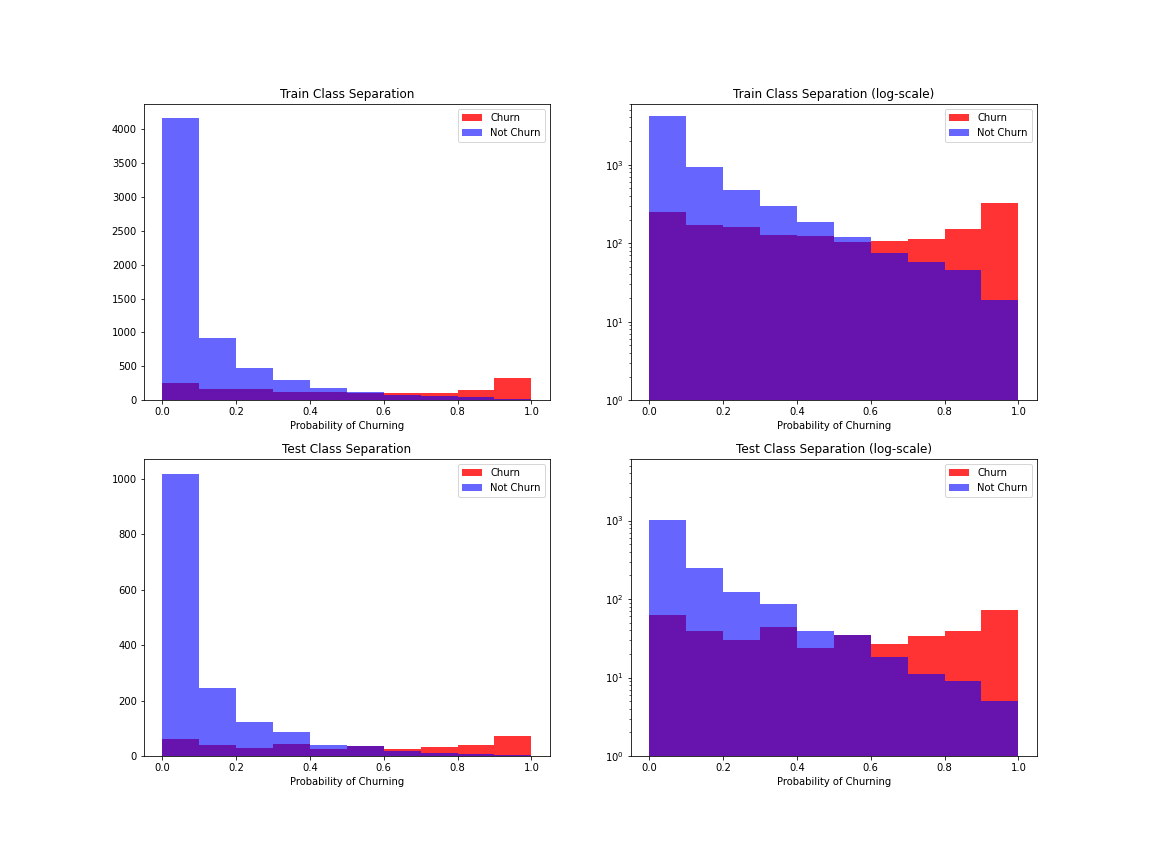 Train Class Separation
4000
3500
3000
2500
2000
1500
1000
500
0
0.0 0.2 0.4 0.6 0.8 1.0
Probability of Churning
Churn
Not Churn
Train Class Separation (log-scale)
10³
10²
10¹
10⁰
0.0 0.2 0.4 0.6 0.8 1.0
Probability of Churning
Churn
Not Churn
Test Class Separation
1000
800
600
400
200
0
0.0 0.2 0.4 0.6 0.8 1.0
Probability of Churning
Churn
Not Churn
Test Class Separation (log-scale)
10³
10²
10¹
10⁰
0.0 0.2 0.4 0.6 0.8 1.0
Probability of Churning
Churn
Not Churn